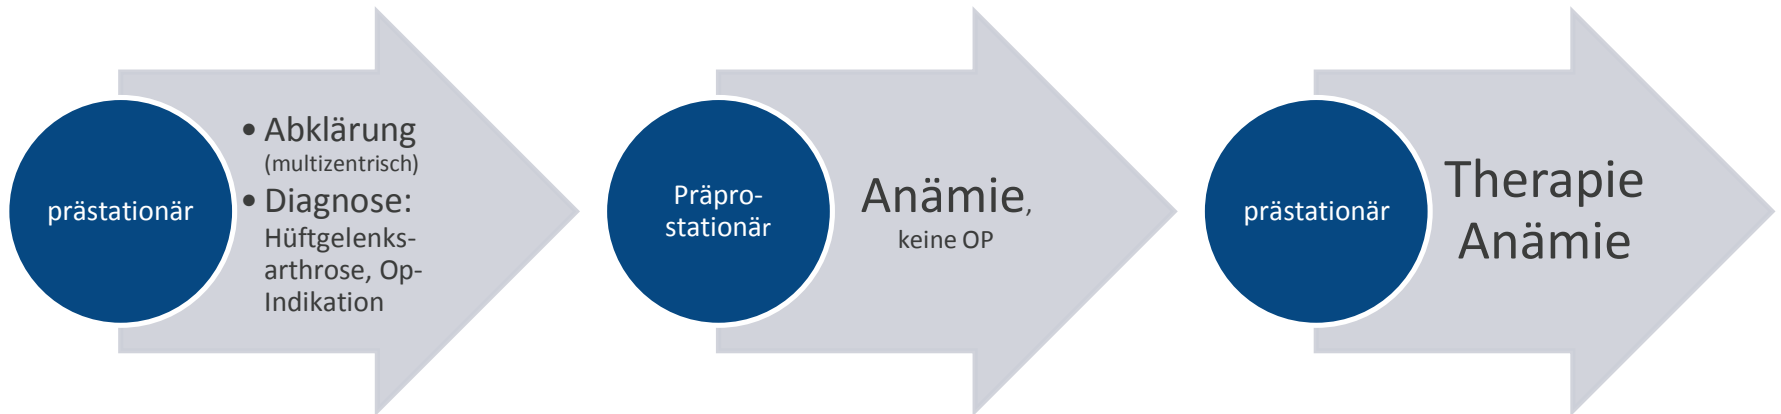 prästationär
• Abklärung
(multizentrisch)
• Diagnose:
Hüftgelenks-
arthrose, Op-
Indikation
Präpro-
stationär
Anämie,
keine OP
prästationär
Therapie
Anämie